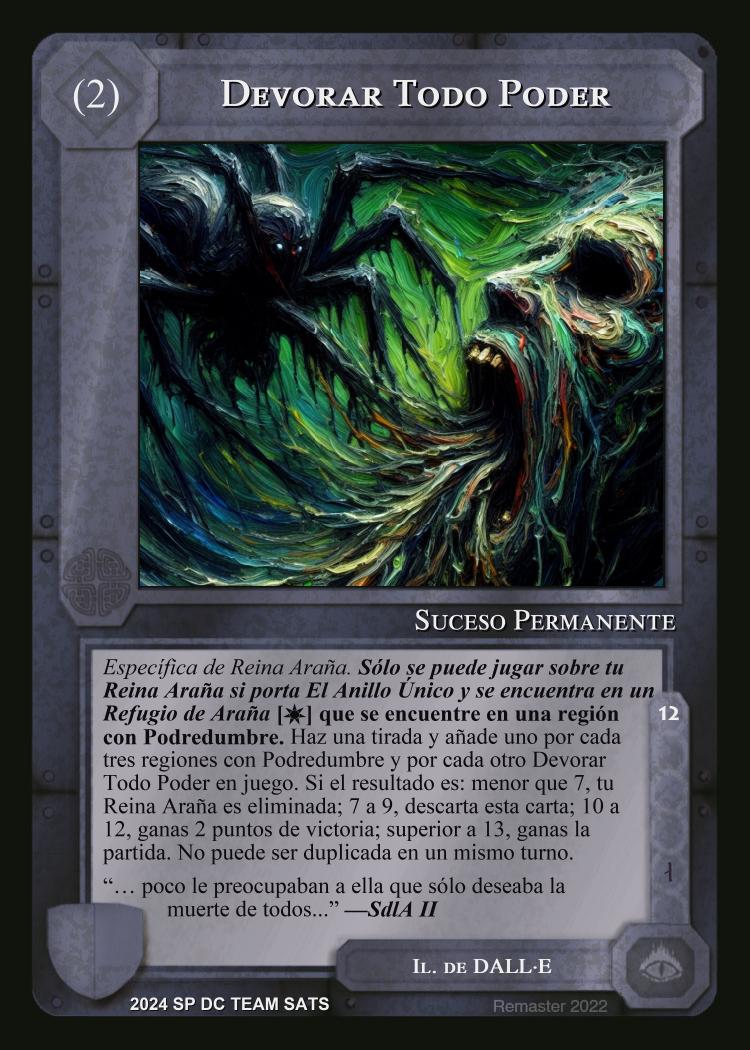 (2)
Devorar Todo Poder
Suceso Permanente
Específica de Reina Araña. Sólo se puede jugar sobre tu
Reina Araña si porta El Anillo Único y se encuentra en un
Refugio de Araña [☀] que se encuentre en una región
con Podredumbre. Haz una tirada y añade uno por cada
tres regiones con Podredumbre y por cada otro Devorar
Todo Poder en juego. Si el resultado es: menor que 7, tu
Reina Araña es eliminada; 7 a 9, descarta esta carta; 10 a
12, ganas 2 puntos de victoria; superior a 13, ganas la
partida. No puede ser duplicada en un mismo turno.
“… poco le preocupaban a ella que sólo deseaba la
muerte de todos...” —SdlA II
12
Il. de DALL·E
2024 SP DC TEAM SATS
Remaster 2022